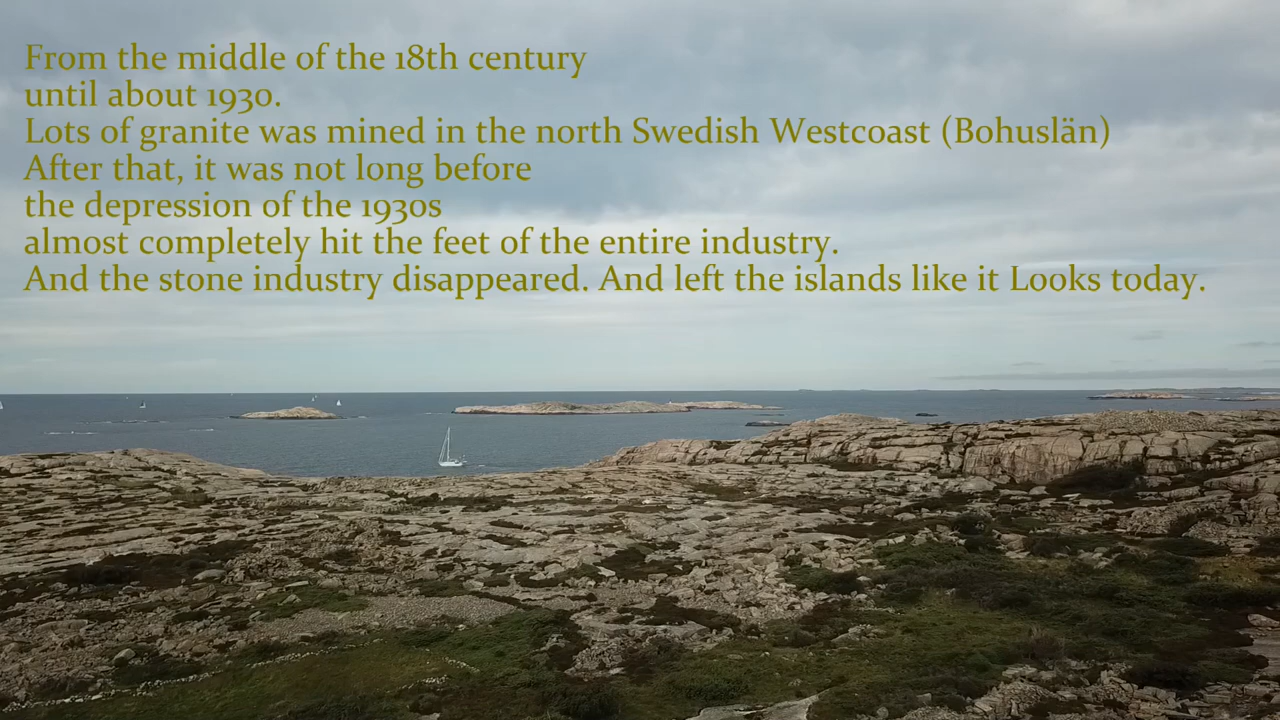 From the middle of the 18th century
until about 1930.
Lots of granite was mined in the north Swedish Westcoast (Bohuslän)
After that, it was not long before
the depression of the 1930s
almost completely hit the feet of the entire industry.
And the stone industry disappeared. And left the islands like it Looks today.